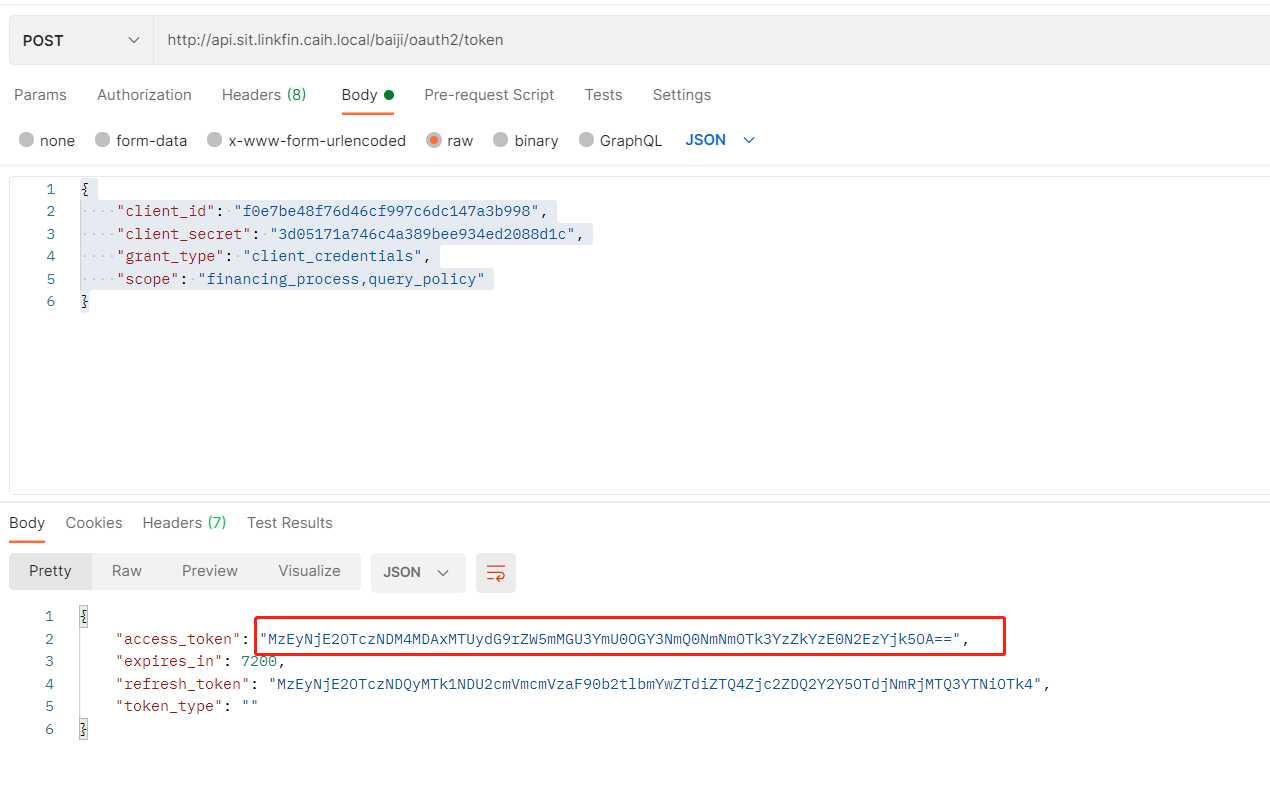 POST http://api.sit.linkfin.caih.local/baiji/oauth2/token
Params Authorization Headers (8) Body Pre-request Script Tests Settings
none form-data x-www-form-urlencoded raw binary GraphQL JSON
1 {
2 ····"client_id":·"f0e7be48f76d46cf997c6dc147a3b998",
3 ····"client_secret":·"3d05171a746c4a389bee934ed2088d1c",
4 ····"grant_type":·"client_credentials",
5 ····"scope":·"financing_process,query_policy"
6 }
Body Cookies Headers (7) Test Results
Pretty Raw Preview Visualize JSON
1 {
2 "access_token": "MzEyNjE2OTczNDM4MDAxMTUydG9rZW5mMGU3YmU0OGY3NmQ0NmNmOTk3YzZkYzE0N2EzYjk5OA==",
3 "expires_in": 7200,
4 "refresh_token": "MzEyNjE2OTczNDQyMTk1NDU2cmVmcmVzaF90b2tlbmYwZTdiZTQ4Zjc2ZDQ2Y2Y5OTdjNmRjMTQ3YTNiOTk4",
5 "token_type": ""
6 }